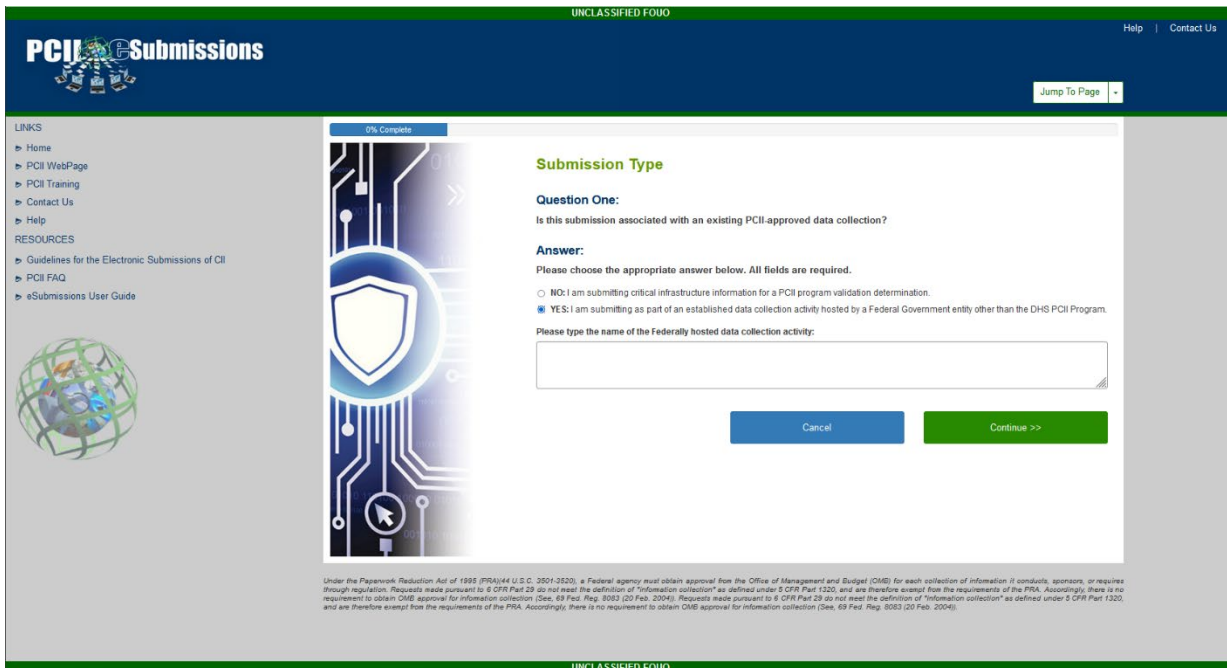 UNCLASSIFIED FOUO
Help | Contact Us
PCII eSubmissions
Jump To Page
LINKS
Home
PCII WebPage
PCII Training
Contact Us
Help
RESOURCES
Guidelines for the Electronic Submissions of CII
PCII FAQ
eSubmissions User Guide
0% Complete
Submission Type
Question One:
Is this submission associated with an existing PCII-approved data collection?
Answer:
Please choose the appropriate answer below. All fields are required.
NO: I am submitting critical infrastructure information for a PCII program validation determination.
YES: I am submitting as part of an established data collection activity hosted by a Federal Government entity other than the DHS PCII Program.
Please type the name of the Federally hosted data collection activity:
Cancel
Continue >>
Under the Paperwork Reduction Act of 1995 (PRA)(44 U.S.C. 3501-3520), a Federal agency must obtain approval from the Office of Management and Budget (OMB) for each collection of information it conducts, sponsors, or requires
through regulation. Requests made pursuant to 6 CFR Part 29 do not meet the definition of "information collection" as defined under 5 CFR Part 1320, and are therefore exempt from the requirements of the PRA. Accordingly, there is no
requirement to obtain OMB approval for information collection (See, 69 Fed. Reg. 8083 (20 Feb. 2004)). Requests made pursuant to 6 CFR Part 29 do not meet the definition of "information collection" as defined under 5 CFR Part 1320,
and are therefore exempt from the requirements of the PRA. Accordingly, there is no requirement to obtain OMB approval for information collection (See, 69 Fed. Reg. 8083 (20 Feb. 2004)).
UNCLASSIFIED FOUO